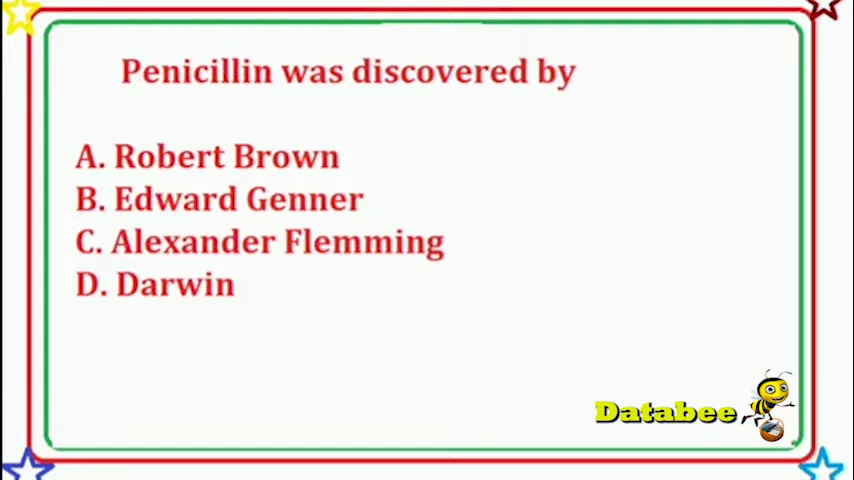 Penicillin was discovered by
A. Robert Brown
B. Edward Genner
C. Alexander Flemming
D. Darwin
Databee